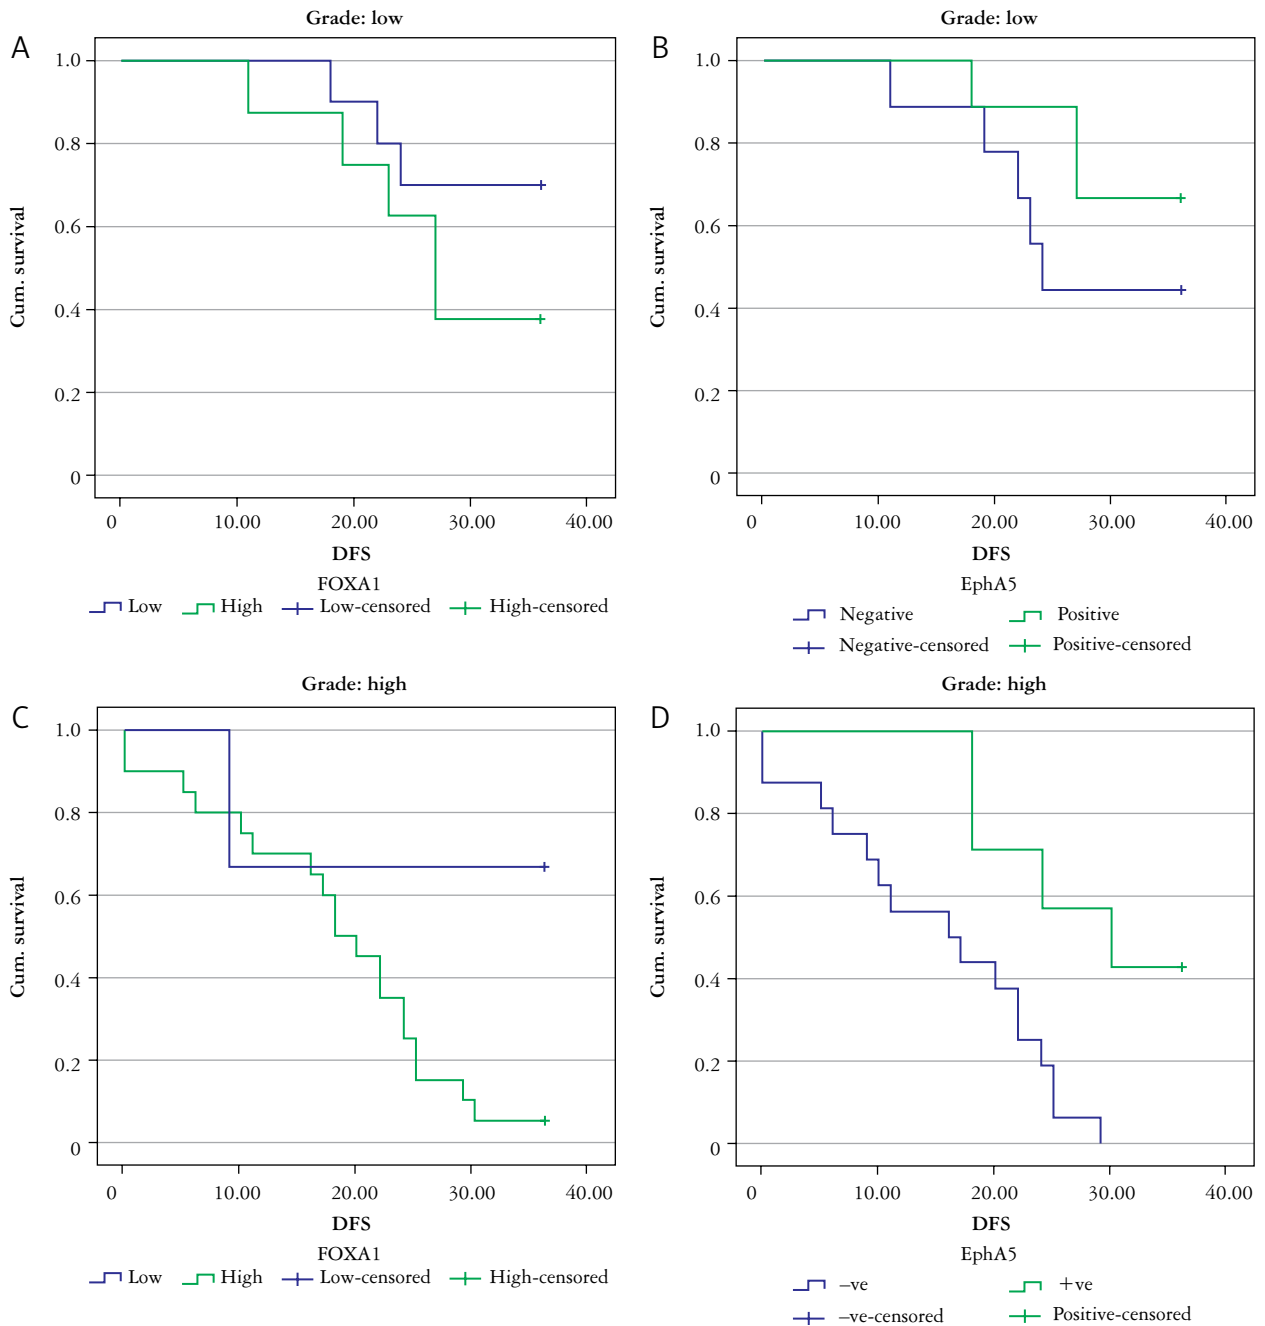 Grade: low
A
1.0
0.8
0.6
0.4
0.2
0
Cum. survival
0 10.00 20.00 30.00 40.00
DFS
FOXA1
Low High Low-censored High-censored
Grade: low
B
1.0
0.8
0.6
0.4
0.2
0
Cum. survival
0 10.00 20.00 30.00 40.00
DFS
EphA5
Negative Positive
Negative-censored Positive-censored
Grade: high
C
1.0
0.8
0.6
0.4
0.2
0
Cum. survival
0 10.00 20.00 30.00 40.00
DFS
FOXA1
Low High Low-censored High-censored
Grade: high
D
1.0
0.8
0.6
0.4
0.2
0
Cum. survival
0 10.00 20.00 30.00 40.00
DFS
EphA5
–ve +ve
–ve-censored Positive-censored